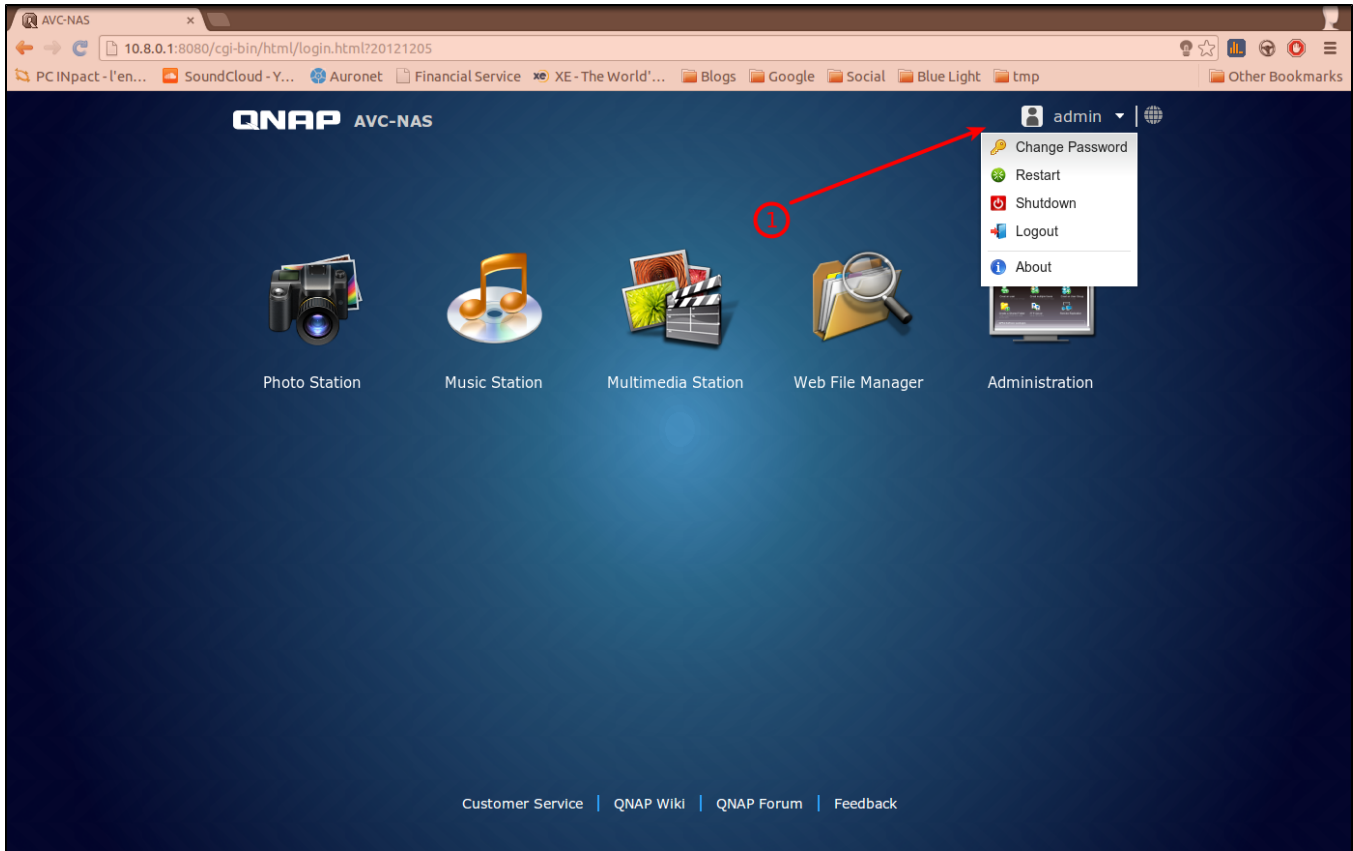 AVC-NAS
10.8.0.1:8080/cgi-bin/html/login.html?20121205
PC INpact - l'en... SoundCloud - Y... Auronet Financial Service XE - The World'... Blogs Google Social Blue Light tmp Other Bookmarks
QNAP AVC-NAS
admin
Change Password
Restart
Shutdown
Logout
About
1
Photo Station Music Station Multimedia Station Web File Manager Administration
Customer Service | QNAP Wiki | QNAP Forum | Feedback